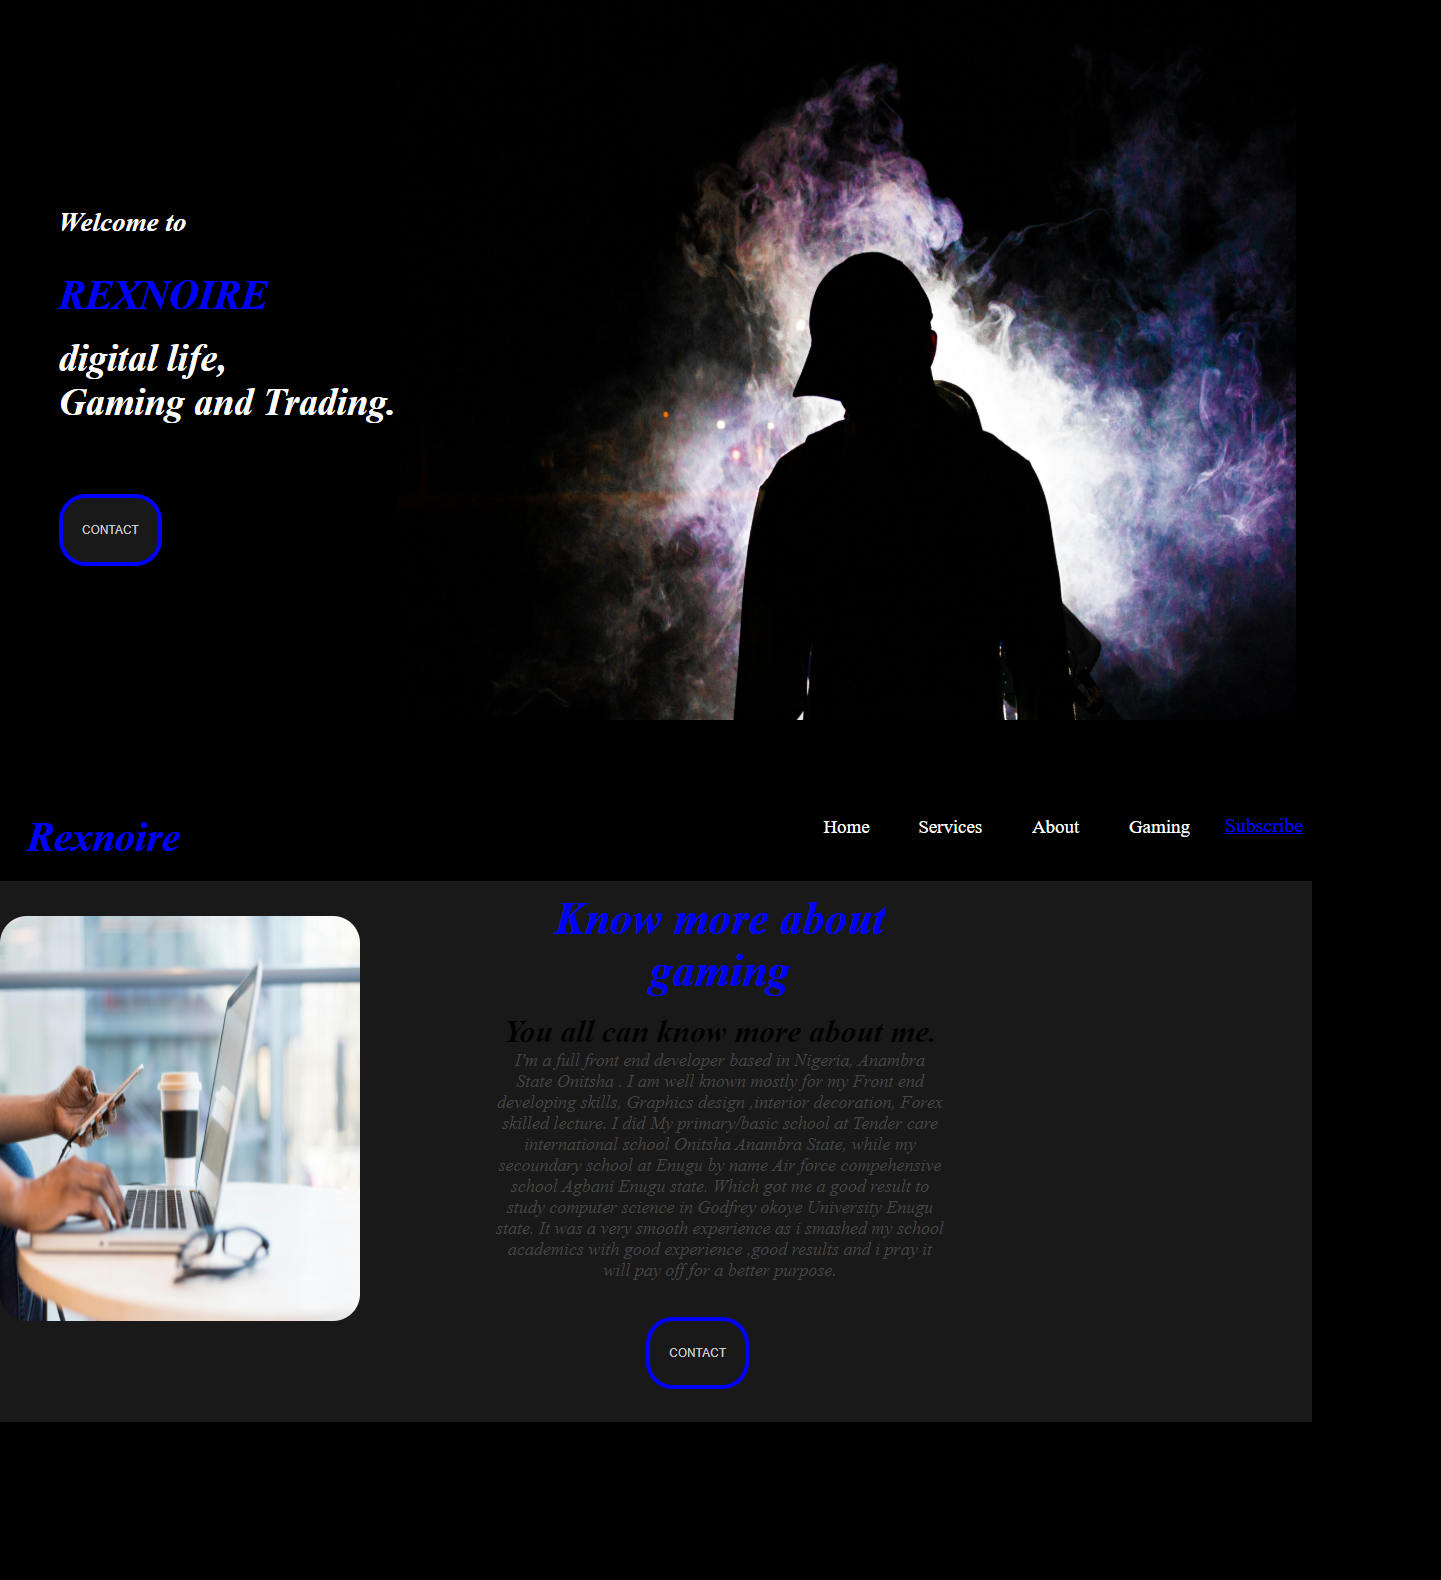 Welcome to
REXNOIRE
digital life,
Gaming and Trading.
CONTACT
Rexnoire
Home Services About Gaming Subscribe
Know more about
gaming
You all can know more about me.
I'm a full front end developer based in Nigeria, Anambra
State Onitsha . I am well known mostly for my Front end
developing skills, Graphics design ,interior decoration, Forex
skilled lecture. I did My primary/basic school at Tender care
international school Onitsha Anambra State, while my
secoundary school at Enugu by name Air force compehensive
school Agbani Enugu state. Which got me a good result to
study computer science in Godfrey okoye University Enugu
state. It was a very smooth experience as i smashed my school
academics with good experience ,good results and i pray it
will pay off for a better purpose.
CONTACT